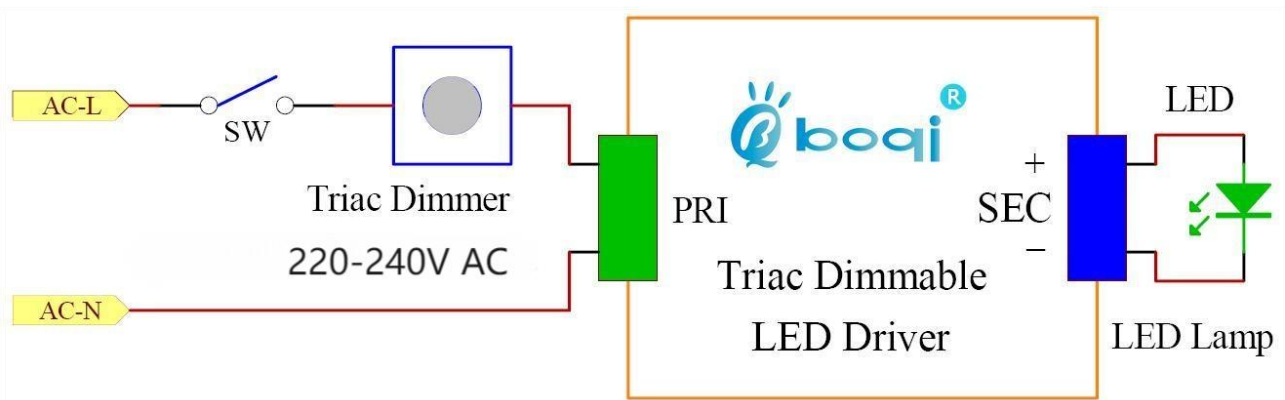 AC-L
SW
Triac Dimmer
220-240V AC
AC-N
PRI
boqi ®
+
SEC
−
Triac Dimmable
LED Driver
LED
LED Lamp